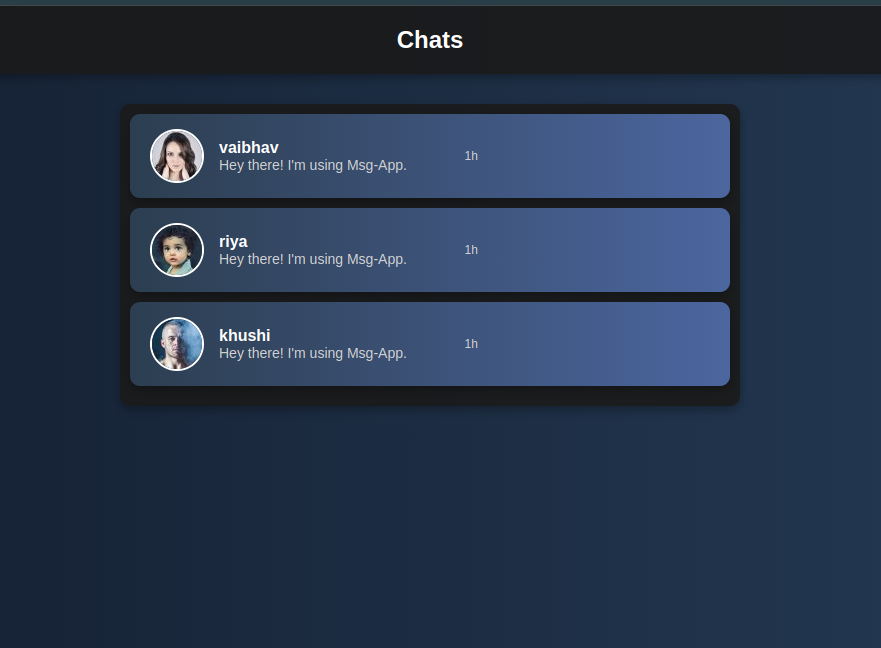 Chats
vaibhav
Hey there! I'm using Msg-App.
1h
riya
Hey there! I'm using Msg-App.
1h
khushi
Hey there! I'm using Msg-App.
1h